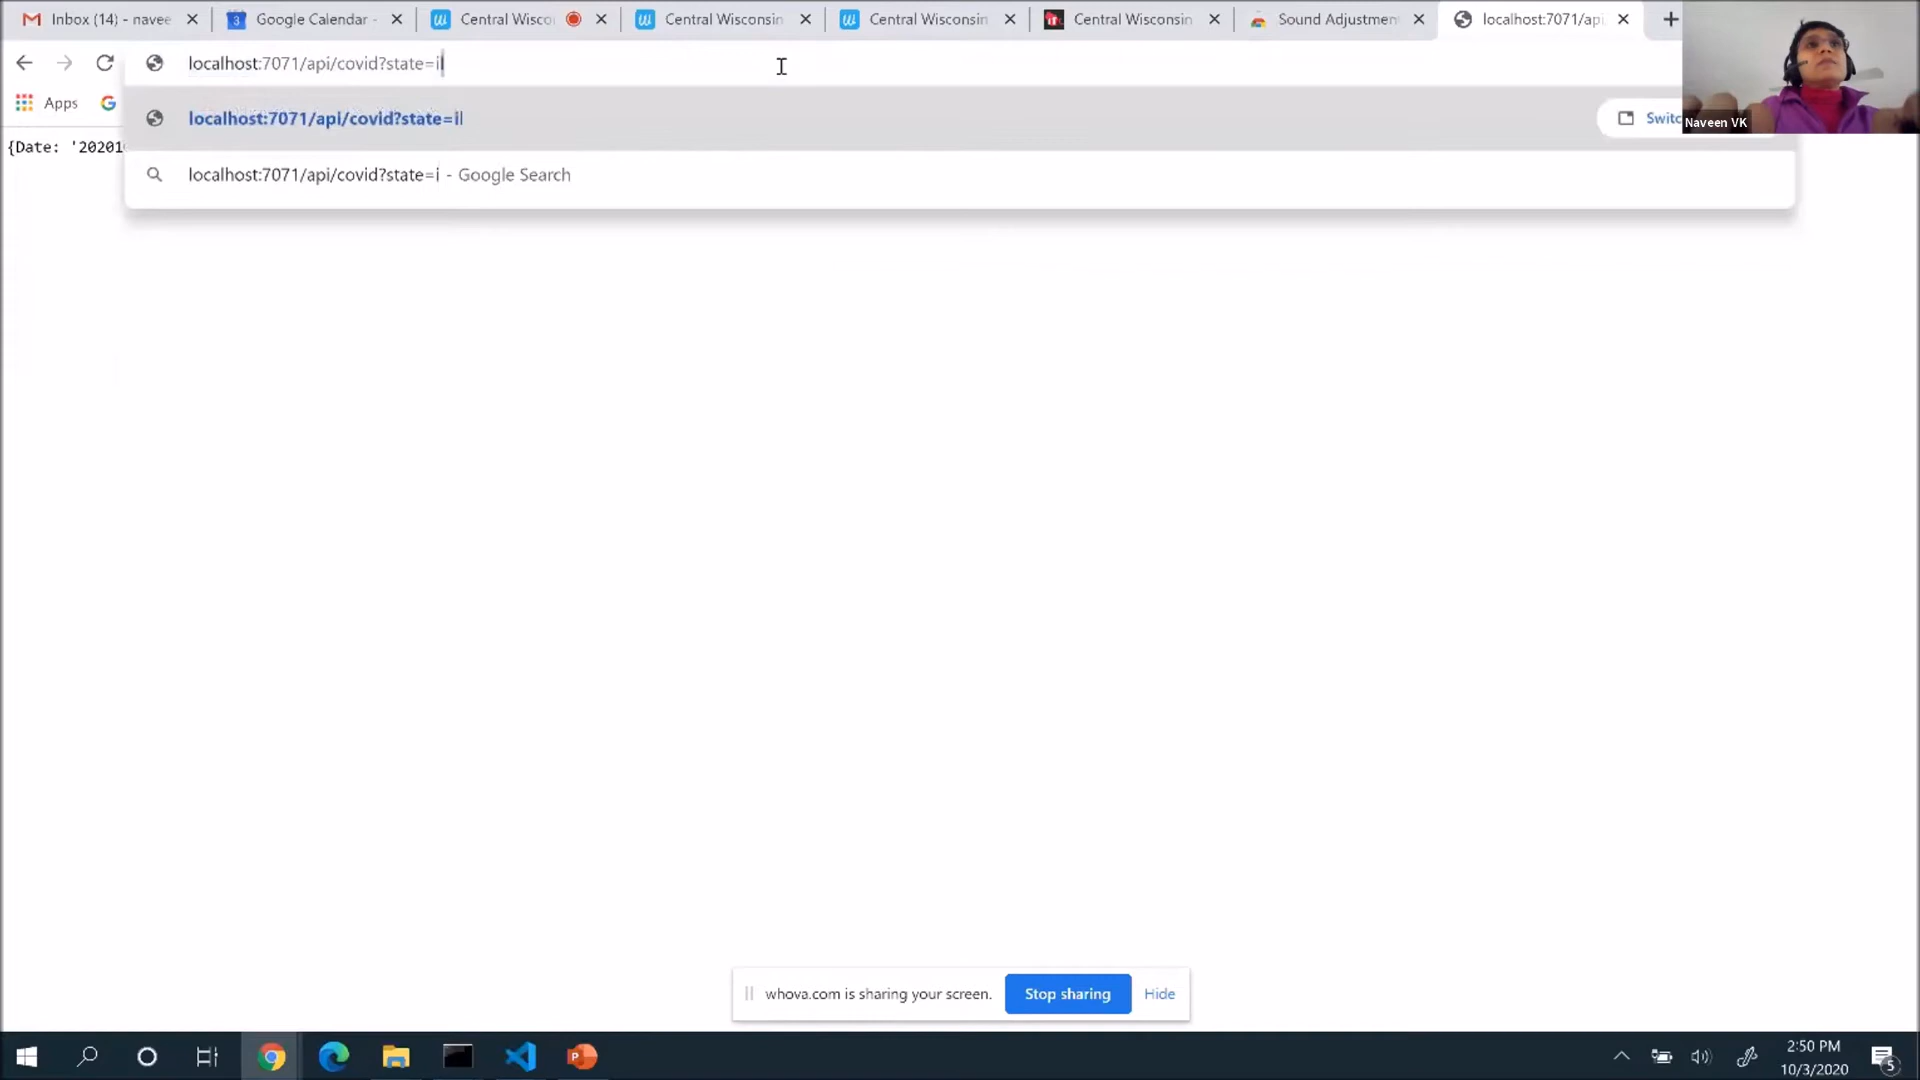 Inbox (14) - navee
Google Calendar -
Central Wisco
Central Wisconsin
Central Wisconsin
Central Wisconsin
Sound Adjustmen
localhost:7071/api
localhost:7071/api/covid?state=il
Apps
localhost:7071/api/covid?state=il
Switc
Naveen VK
{Date: '20201
localhost:7071/api/covid?state=i - Google Search
whova.com is sharing your screen.
Stop sharing
Hide
2:50 PM
10/3/2020
5